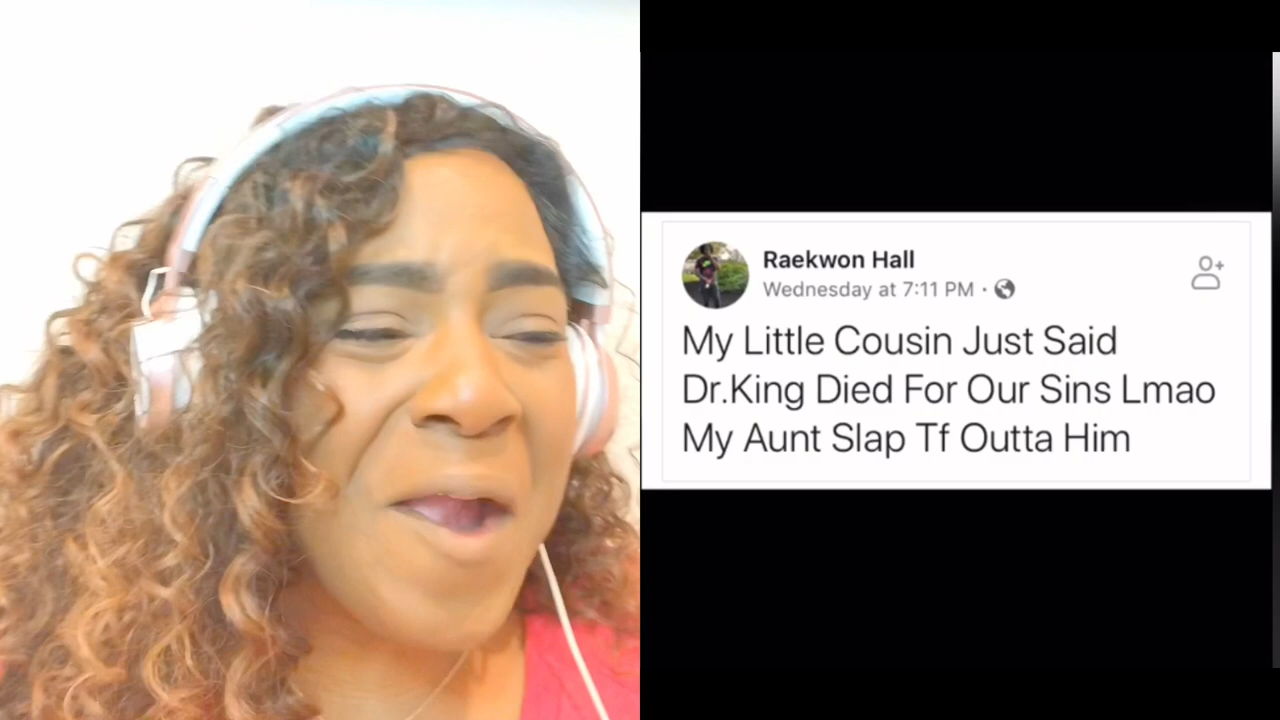 Raekwon Hall
Wednesday at 7:11 PM ·
My Little Cousin Just Said
Dr.King Died For Our Sins Lmao
My Aunt Slap Tf Outta Him